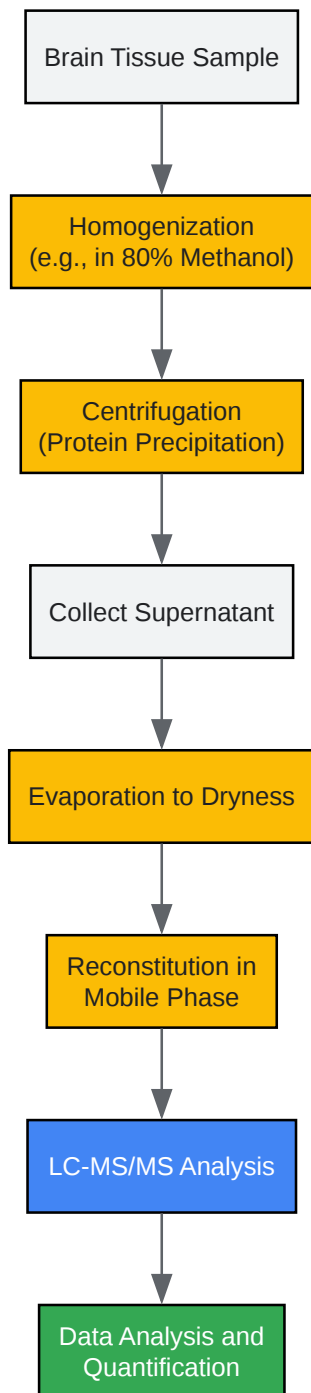 Brain Tissue Sample
Homogenization
(e.g., in 80% Methanol)
Centrifugation
(Protein Precipitation)
Collect Supernatant
Evaporation to Dryness
Reconstitution in
Mobile Phase
LC-MS/MS Analysis
Data Analysis and
Quantification